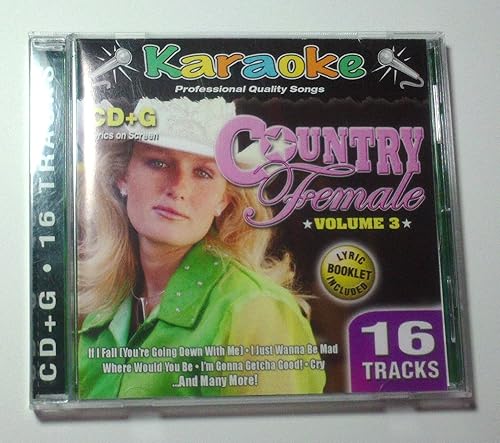 Karaoke
Professional Quality Songs
CD+G
Lyrics on Screen
COUNTRY
Female
VOLUME 3
LYRIC
BOOKLET
INCLUDED
16
TRACKS
If I Fall (You're Going Down With Me) • I Just Wanna Be Mad
Where Would You Be • I'm Gonna Getcha Good! • Cry
...And Many More!
CD+G • 16 TRACKS